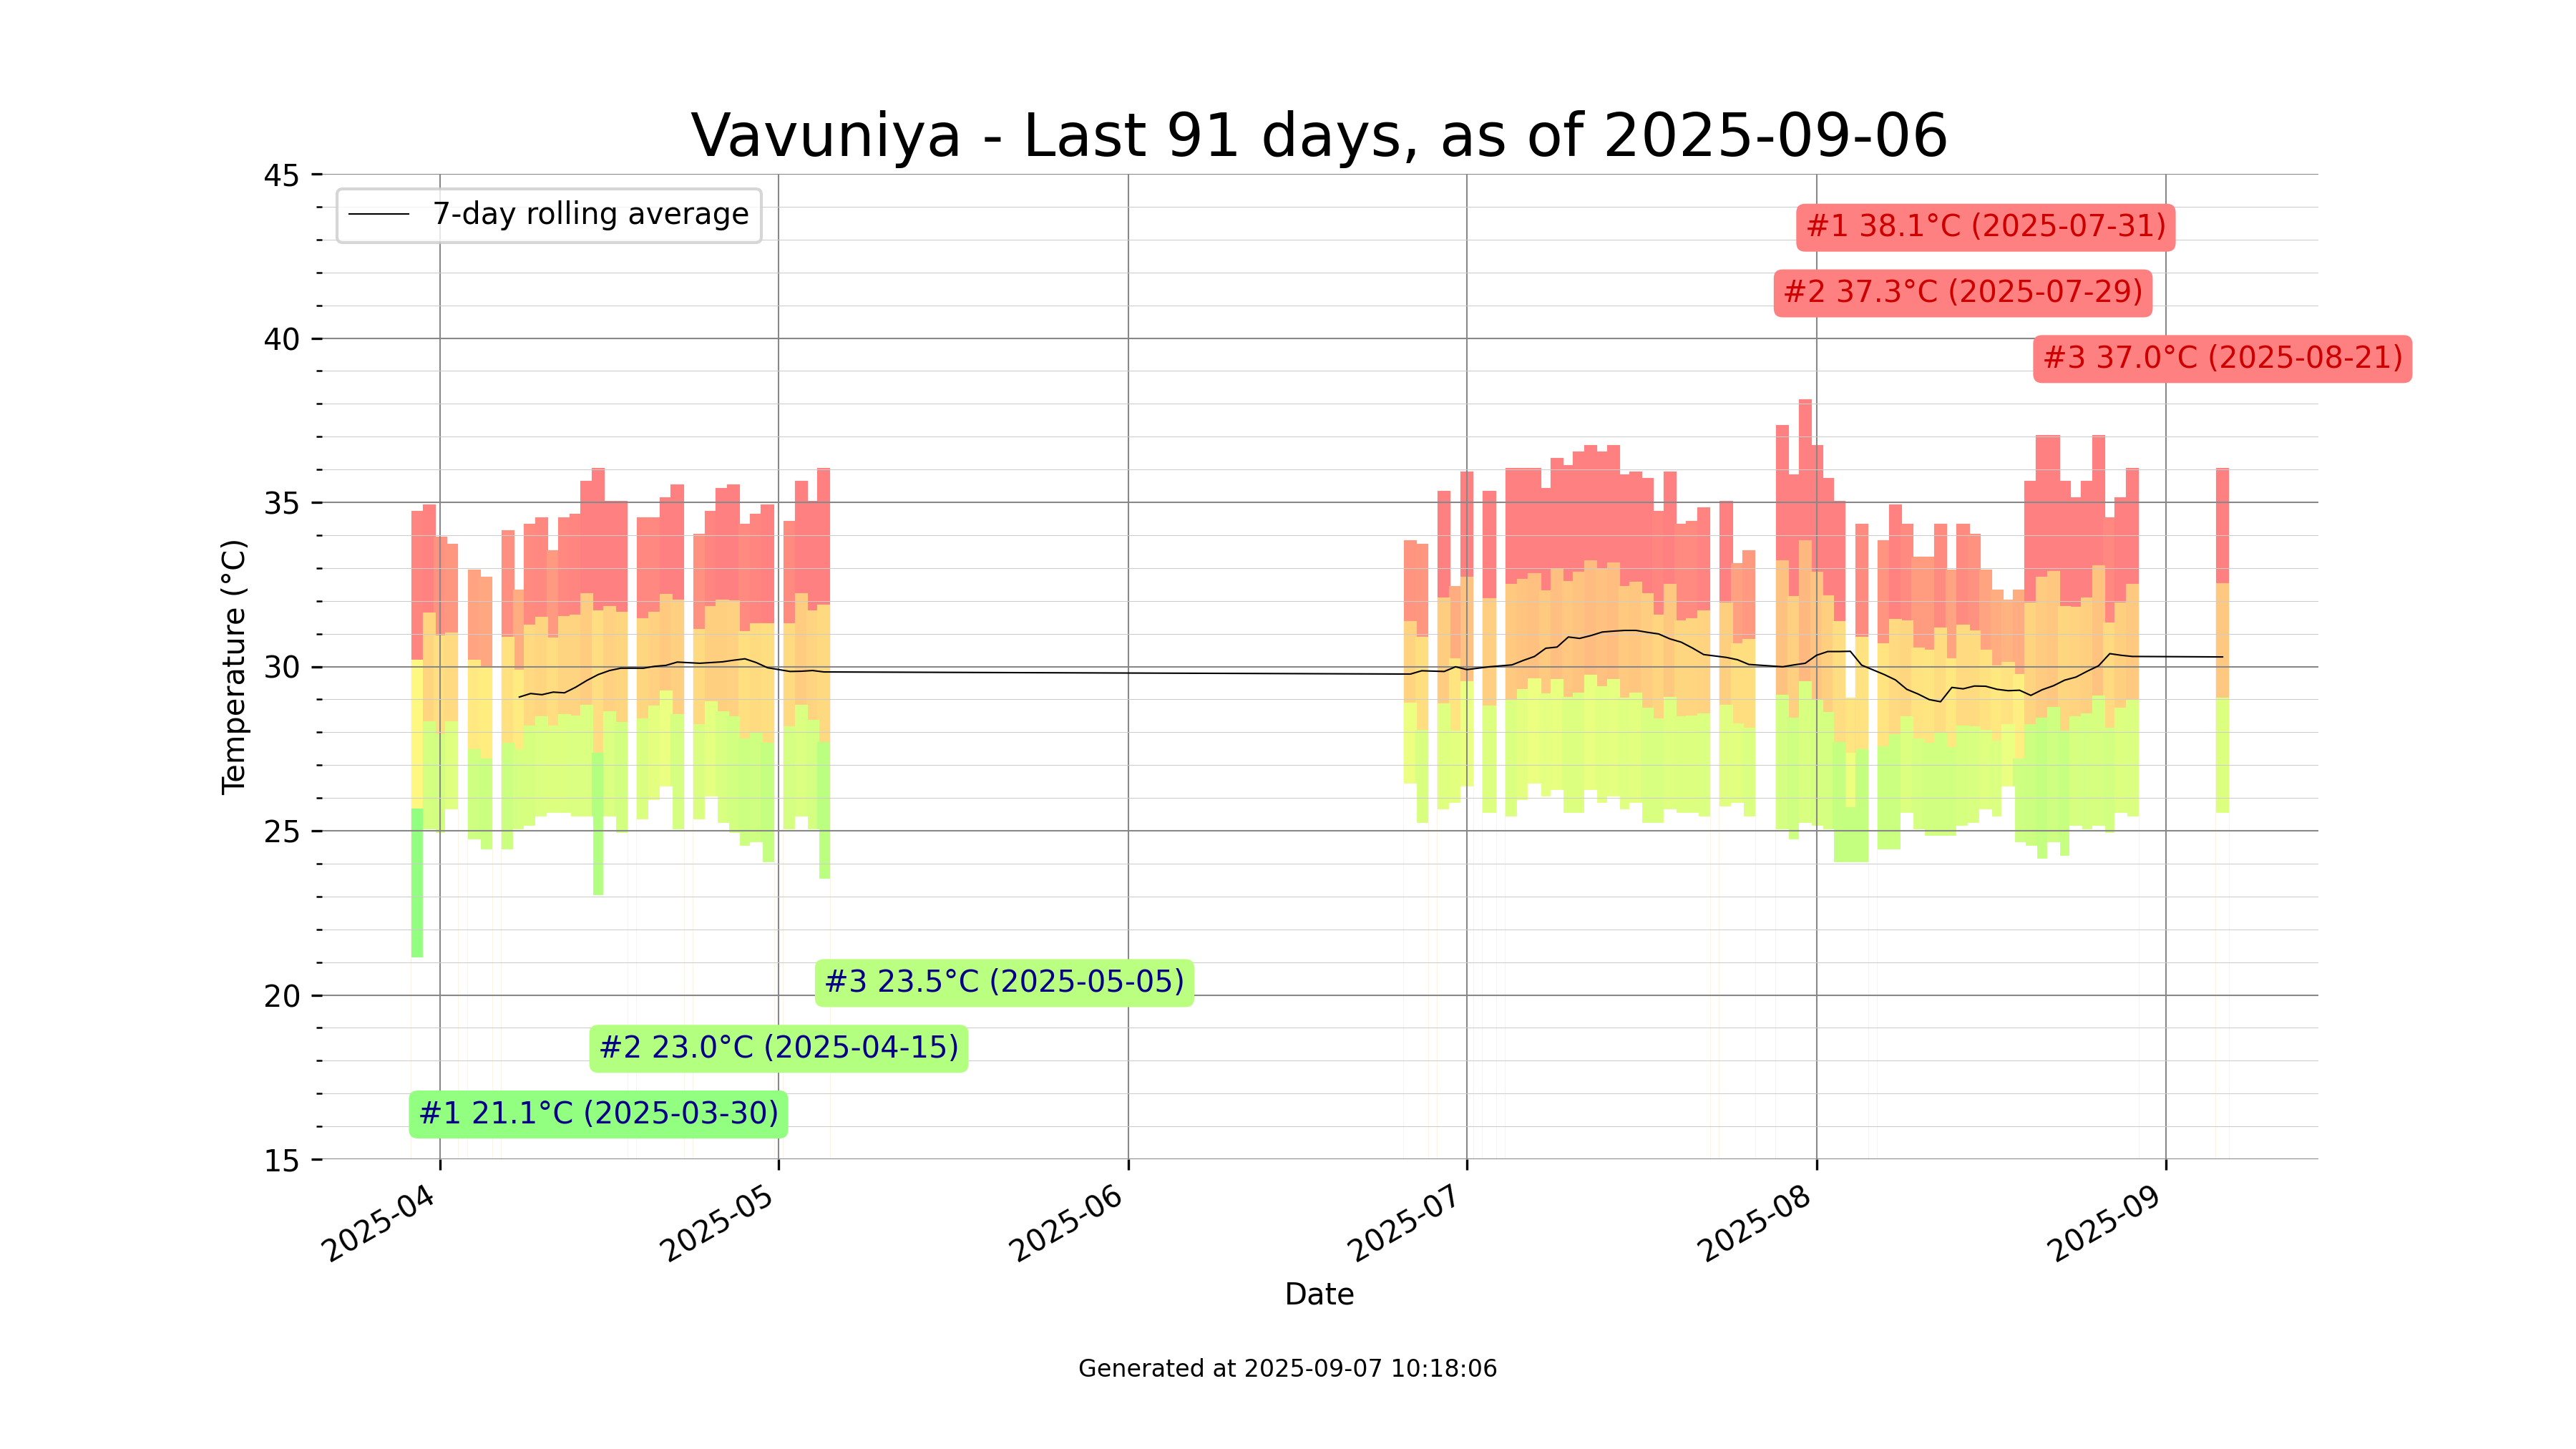 Vavuniya - Last 91 days, as of 2025-09-06
45
7-day rolling average
#1 38.1°C (2025-07-31)
#2 37.3°C (2025-07-29)
40
#3 37.0°C (2025-08-21)
35
Temperature (°C)
30
25
#3 23.5°C (2025-05-05)
20
#2 23.0°C (2025-04-15)
#1 21.1°C (2025-03-30)
15
2025-04
2025-05
2025-06
2025-07
2025-08
2025-09
Date
Generated at 2025-09-07 10:18:06